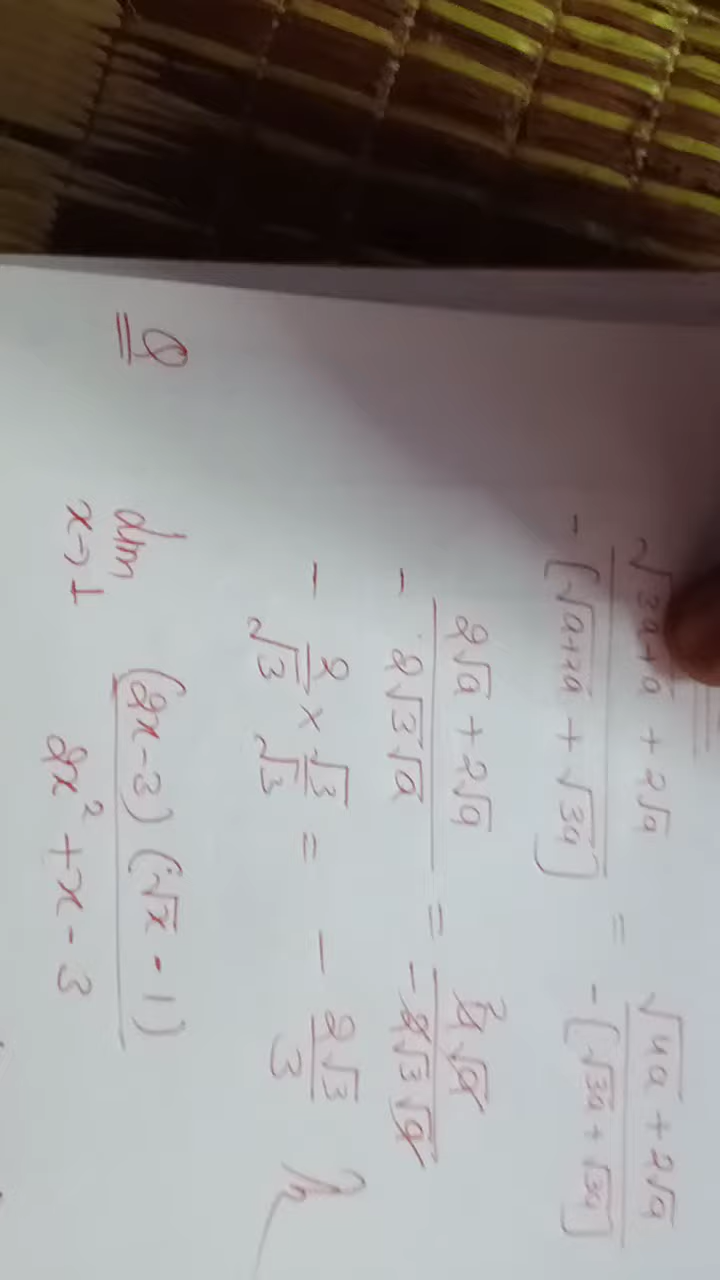 √(3a+a) + 2√a / -[√(a+2a) + √(3a)] = √(4a) + 2√a / -[√(3a) + √(3a)]
- (2√a + 2√a) / (2√3√a) = 4√a / -2√3√a 2
- 2/√3 × √3/√3 = - 2√3/3
Q lim x→1 (2x-3)(√x - 1) / 2x² + x - 3